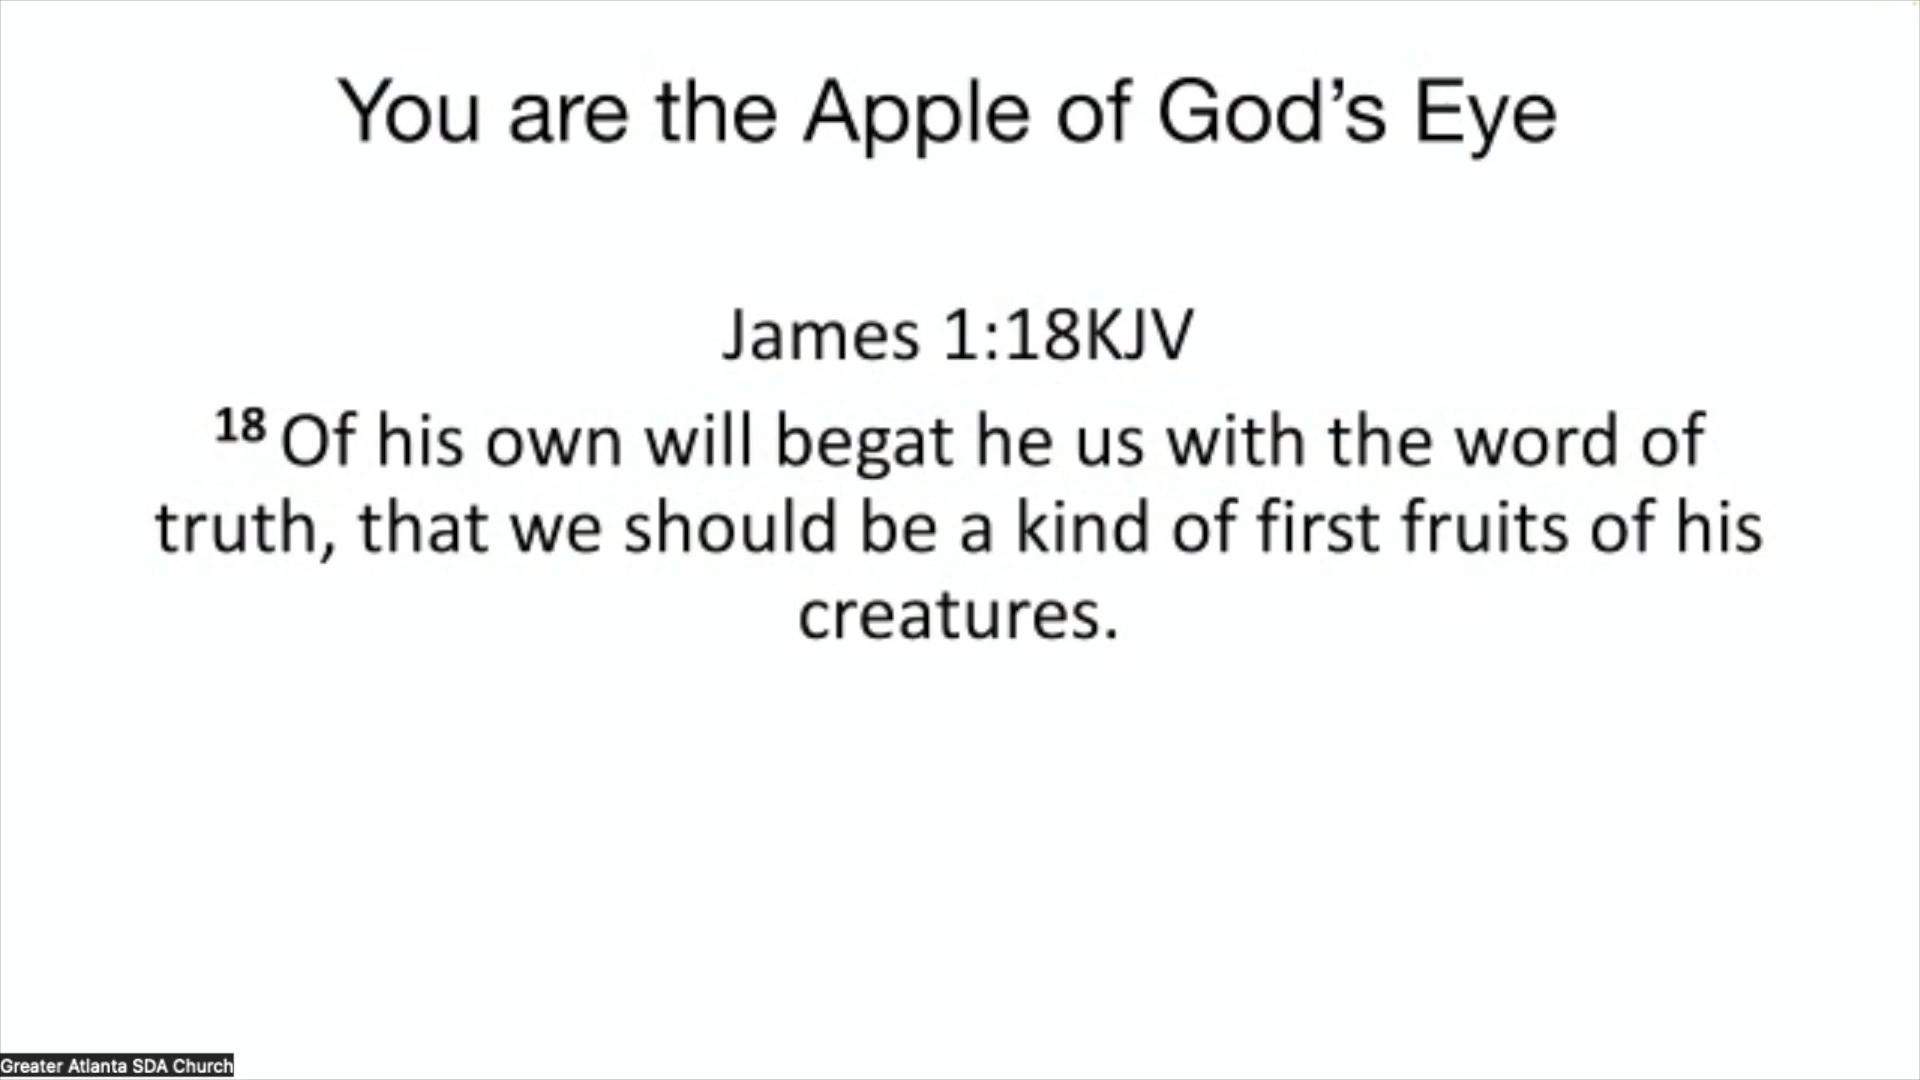 You are the Apple of God’s Eye
James 1:18KJV
18 Of his own will begat he us with the word of
truth, that we should be a kind of first fruits of his
creatures.
Greater Atlanta SDA Church